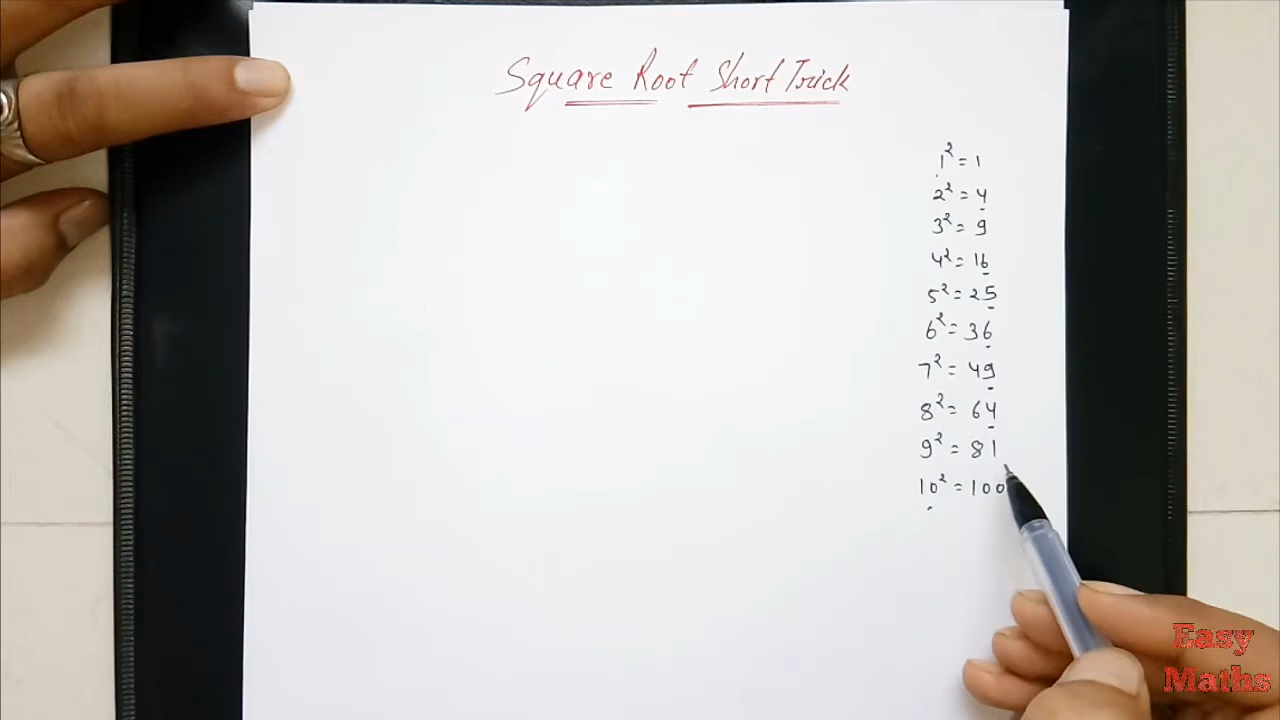 Square Root Short Trick
1² = 1
2² = 4
3² = 9
4² = 16
5² = 25
6² = 36
7² = 49
8² = 64
9² = 81
10² = 100
Easy
Maths